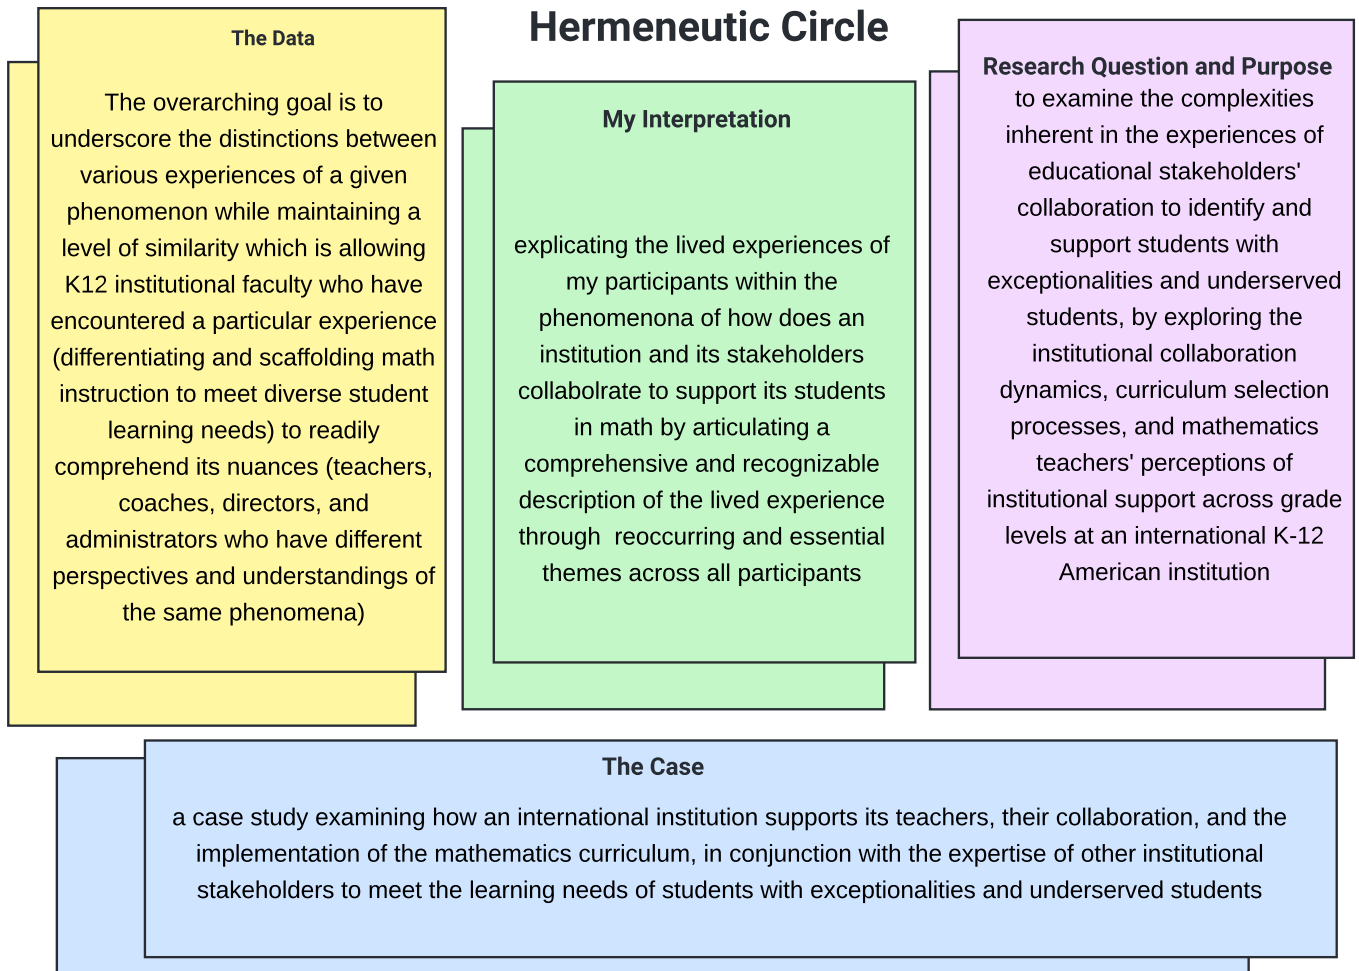 Hermeneutic Circle
The Data
The overarching goal is to
underscore the distinctions between
various experiences of a given
phenomenon while maintaining a
level of similarity which is allowing
K12 institutional faculty who have
encountered a particular experience
(differentiating and scaffolding math
instruction to meet diverse student
learning needs) to readily
comprehend its nuances (teachers,
coaches, directors, and
administrators who have different
perspectives and understandings of
the same phenomena)
My Interpretation
explicating the lived experiences of
my participants within the
phenomenona of how does an
institution and its stakeholders
collabolrate to support its students
in math by articulating a
comprehensive and recognizable
description of the lived experience
through  reoccurring and essential
themes across all participants
Research Question and Purpose
to examine the complexities
inherent in the experiences of
educational stakeholders'
collaboration to identify and
support students with
exceptionalities and underserved
students, by exploring the
institutional collaboration
dynamics, curriculum selection
processes, and mathematics
teachers' perceptions of
institutional support across grade
levels at an international K-12
American institution
The Case
a case study examining how an international institution supports its teachers, their collaboration, and the
implementation of the mathematics curriculum, in conjunction with the expertise of other institutional
stakeholders to meet the learning needs of students with exceptionalities and underserved students